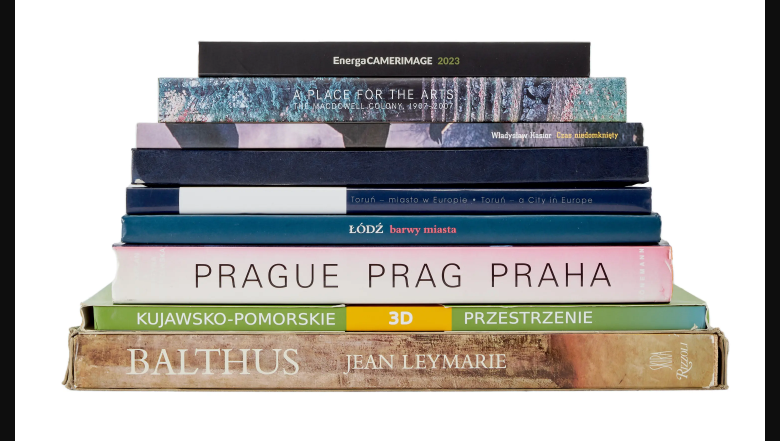 EnergaCAMERIMAGE 2023
A PLACE FOR THE ARTS
THE MACDOWELL COLONY, 1907-2007
Władysław Hasior Czas niedomknięty
Toruń – miasto w Europie • Toruń – a City in Europe
ŁÓDŹ barwy miasta
PRAGUE PRAG PRAHA
KUJAWSKO-POMORSKIE 3D PRZESTRZENIE
BALTHUS JEAN LEYMARIE SKIRA Rizzoli